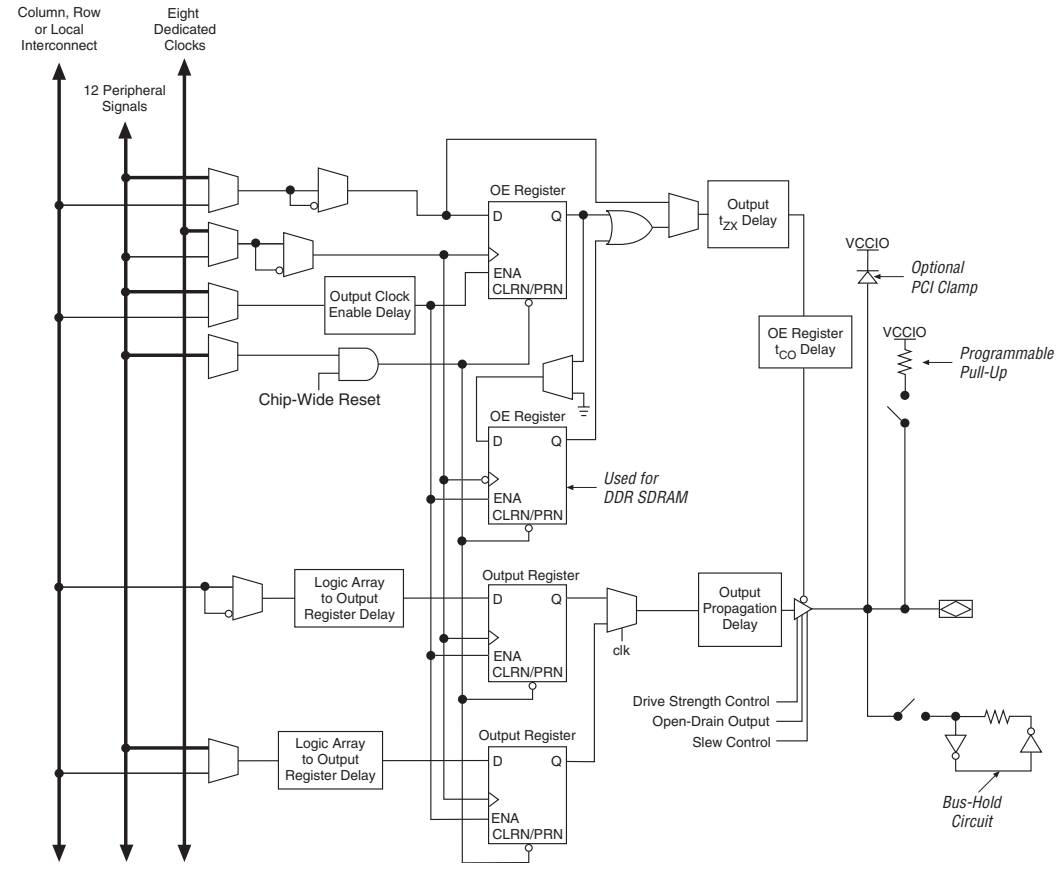 Column, Row
or Local
Interconnect
Eight
Dedicated
Clocks
12 Peripheral
Signals
OE Register
D
Q
ENA
CLRN/PRN
Output
tZX Delay
Output Clock
Enable Delay
Chip-Wide Reset
VCCIO
Optional
PCI Clamp
OE Register
tCO Delay
VCCIO
Programmable
Pull-Up
OE Register
D
Q
ENA
CLRN/PRN
Used for
DDR SDRAM
Logic Array
to Output
Register Delay
Output Register
D
Q
ENA
CLRN/PRN
clk
Output
Propagation
Delay
Drive Strength Control
Open-Drain Output
Slew Control
Logic Array
to Output
Register Delay
Output Register
D
Q
ENA
CLRN/PRN
Bus-Hold
Circuit